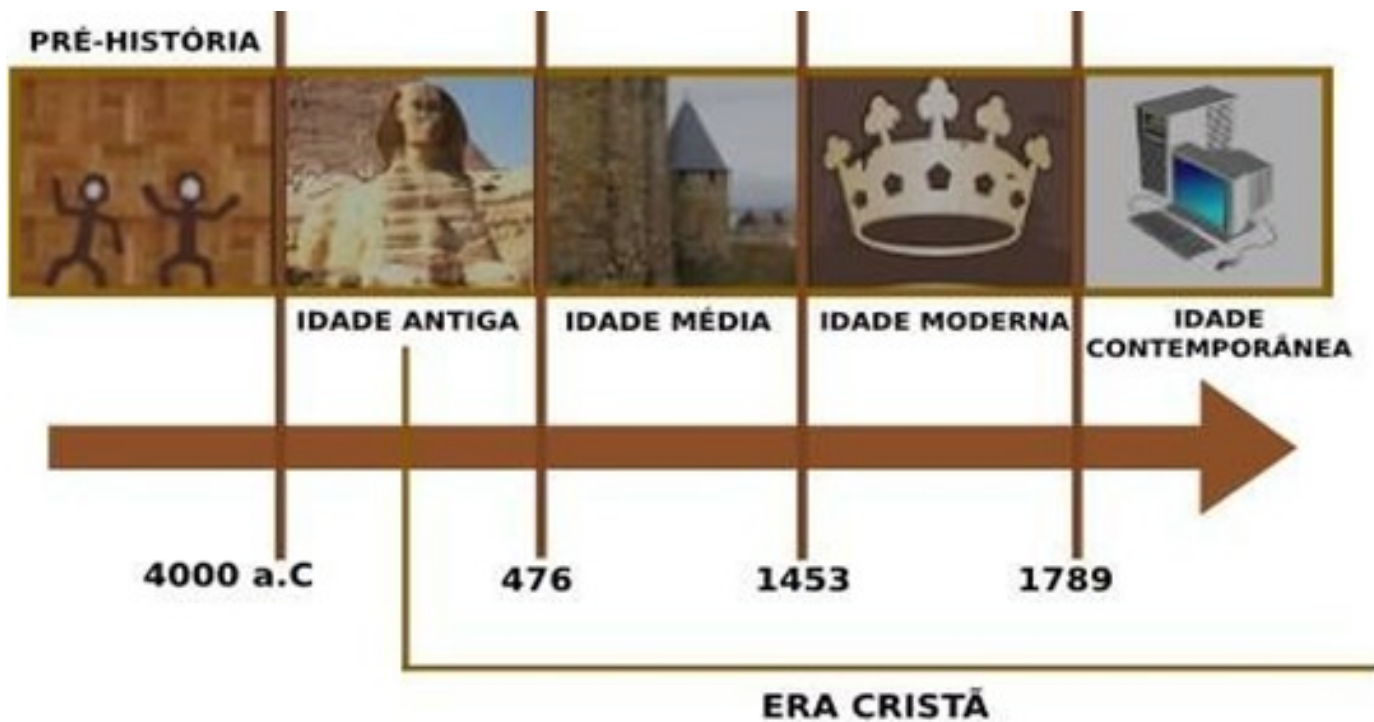 PRÉ-HISTÓRIA
IDADE ANTIGA
IDADE MÉDIA
IDADE MODERNA
IDADE
CONTEMPORÂNEA
4000 a.C
476
1453
1789
ERA CRISTÃ